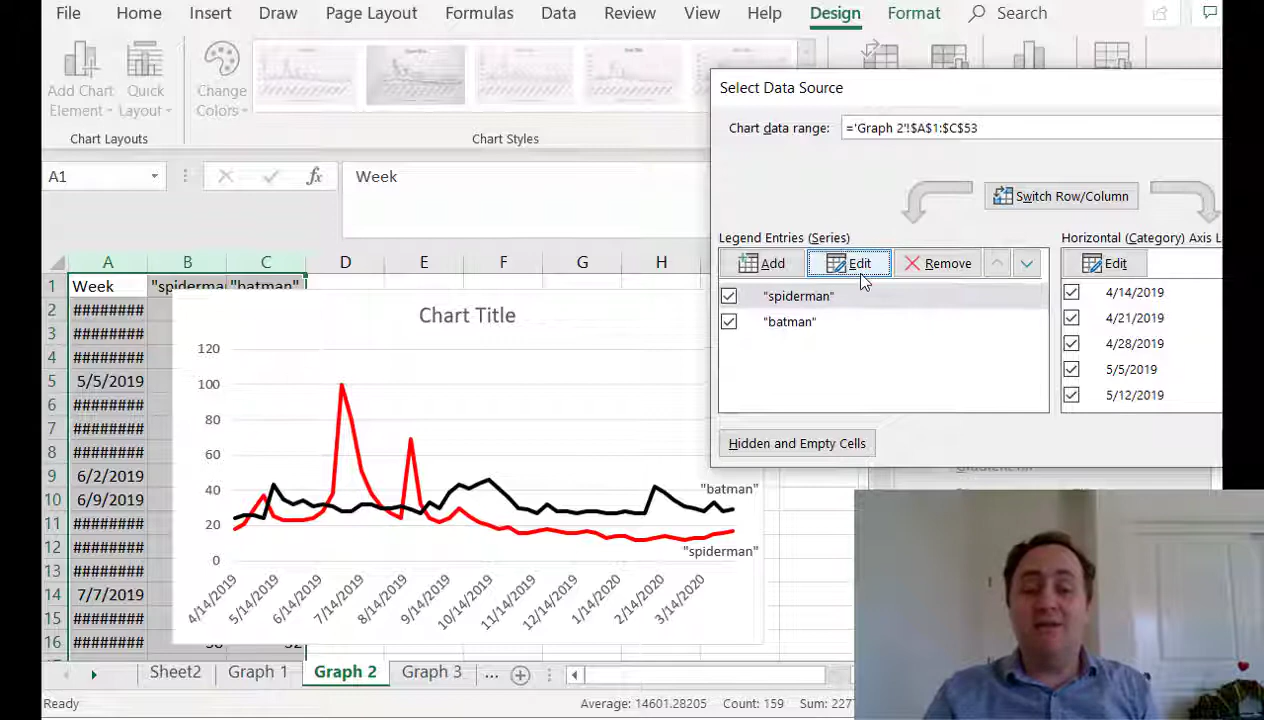 File Home Insert Draw Page Layout Formulas Data Review View Help Design Format Search
Add Chart
Element
Quick
Layout
Change
Colors
Chart Layouts
Chart Styles
A1
fx
Week
A B C D E F G H
1 Week "spiderma "batman"
2 ########
3 ########
4 ########
5 5/5/2019
6 ########
7 ########
8 ########
9 6/2/2019
10 6/9/2019
11 ########
12 ########
13 ########
14 7/7/2019
15 ########
16 ########
Chart Title
120
100
80
60
40
20
0
"batman"
"spiderman"
4/14/2019 5/14/2019 6/14/2019 7/14/2019 8/14/2019 9/14/2019 10/14/2019 11/14/2019 12/14/2019 1/14/2020 2/14/2020 3/14/2020
Select Data Source
Chart data range: ='Graph 2'!$A$1:$C$53
Switch Row/Column
Legend Entries (Series)
Add Edit Remove
"spiderman"
"batman"
Horizontal (Category) Axis L
Edit
4/14/2019
4/21/2019
4/28/2019
5/5/2019
5/12/2019
Hidden and Empty Cells
Sheet2 Graph 1 Graph 2 Graph 3 ...
Ready
Average: 14601.28205 Count: 159 Sum: 227